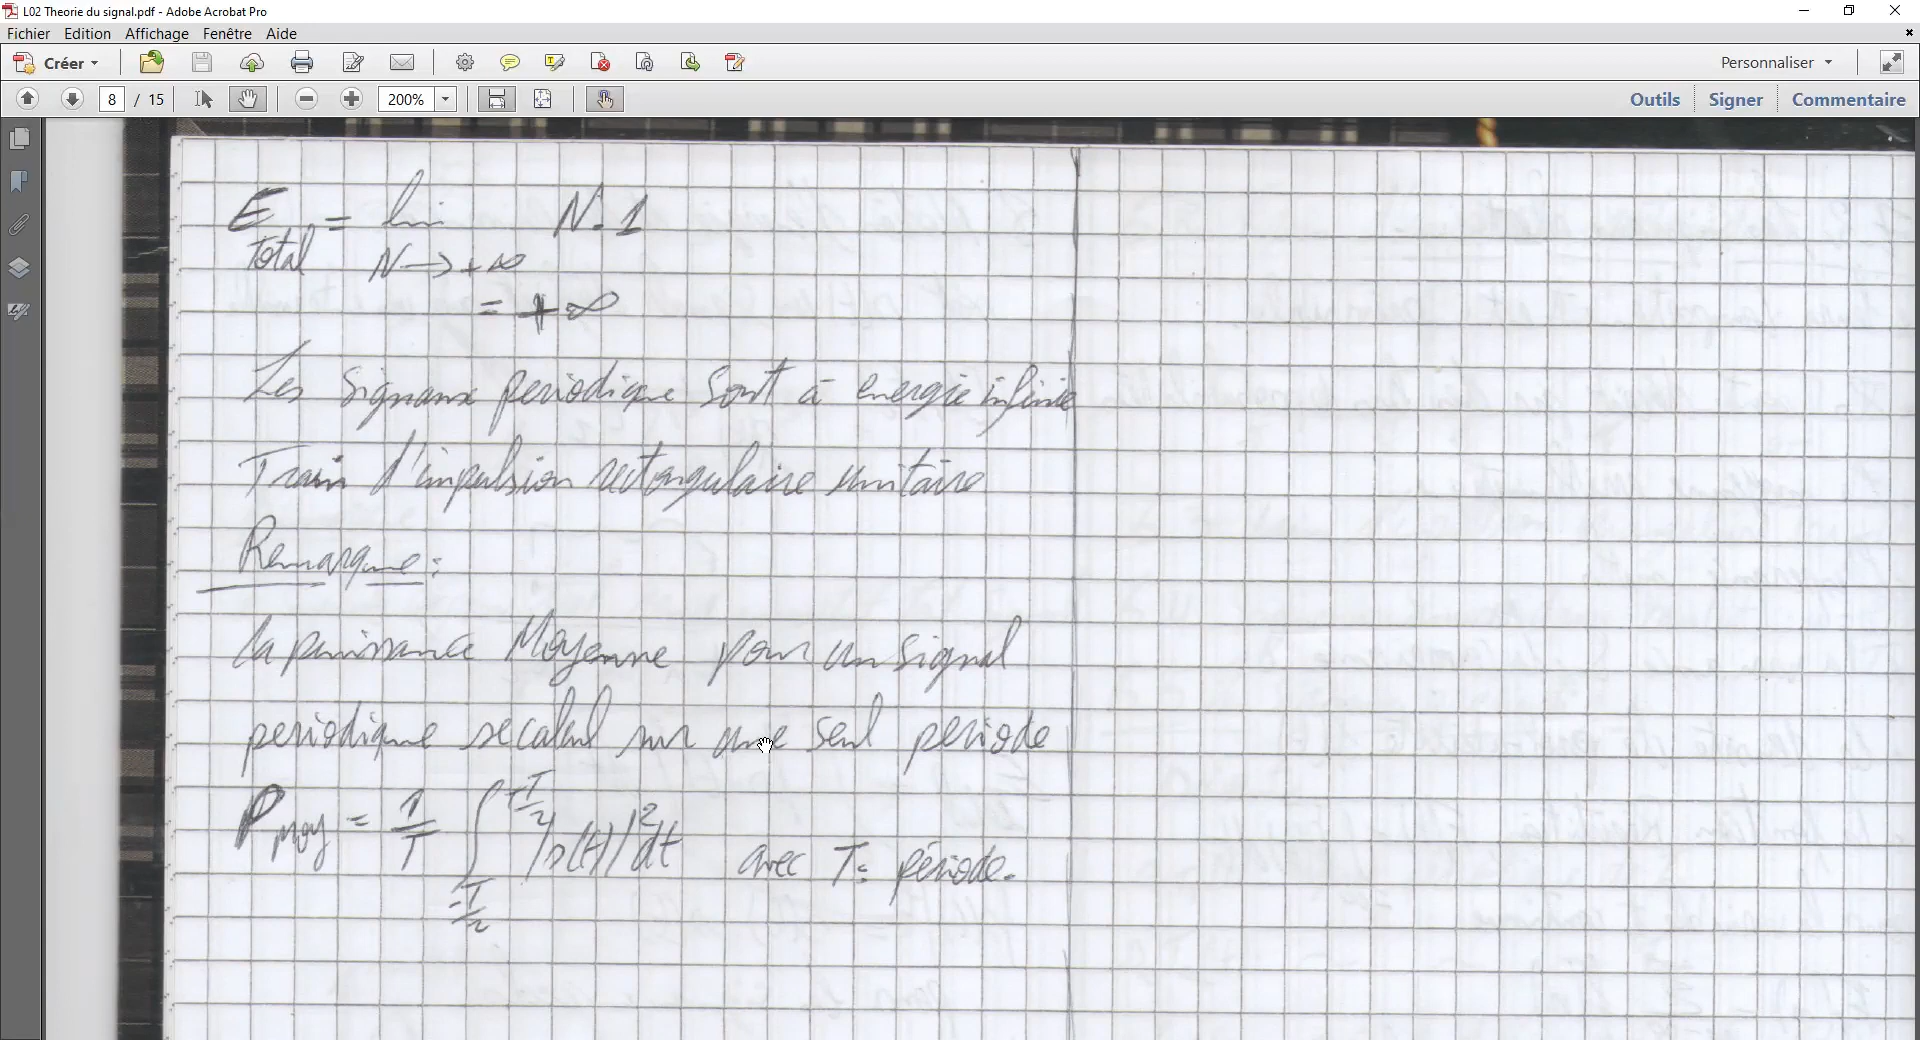 L02 Theorie du signal.pdf - Adobe Acrobat Pro
Fichier Edition Affichage Fenêtre Aide
Créer Personnaliser
8 / 15 200% Outils Signer Commentaire
E Total = lim N→+∞ N.1
= +∞
Les signaux periodique sont à energie infinie
Train d'impulsion rectangulaire unitaire
Remarque:
la puissance Moyenne pour un signal
periodique se calcul sur une seul periode
P moy = 1/T ∫ -T/2 +T/2 |s(t)|² dt avec T: période.